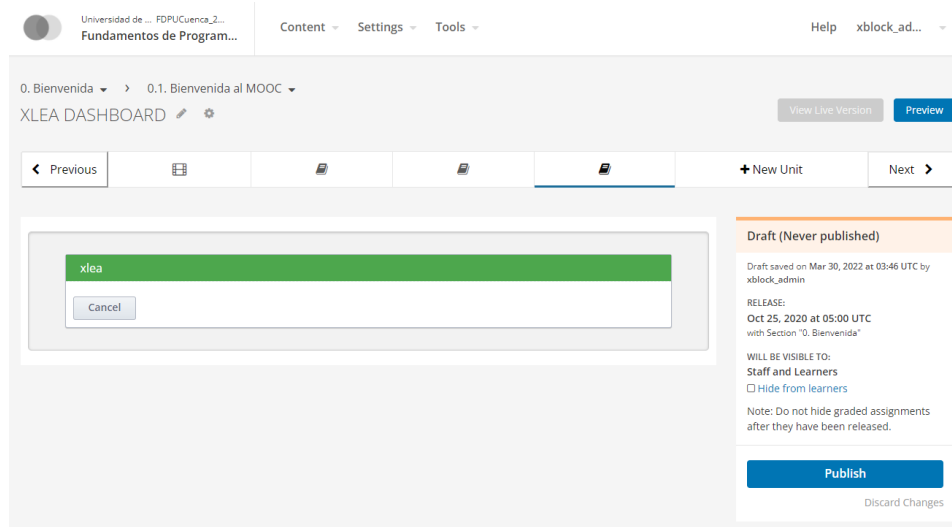 Universidad de ... FDPUCuenca_2...
Fundamentos de Program...
Content
Settings
Tools
Help
xblock_ad...
0. Bienvenida
0.1. Bienvenida al MOOC
XLEA DASHBOARD
View Live Version
Preview
Previous
+ New Unit
Next
xlea
Cancel
Draft (Never published)
Draft saved on Mar 30, 2022 at 03:46 UTC by
xblock_admin
RELEASE:
Oct 25, 2020 at 05:00 UTC
with Section "0. Bienvenida"
WILL BE VISIBLE TO:
Staff and Learners
Hide from learners
Note: Do not hide graded assignments
after they have been released.
Publish
Discard Changes